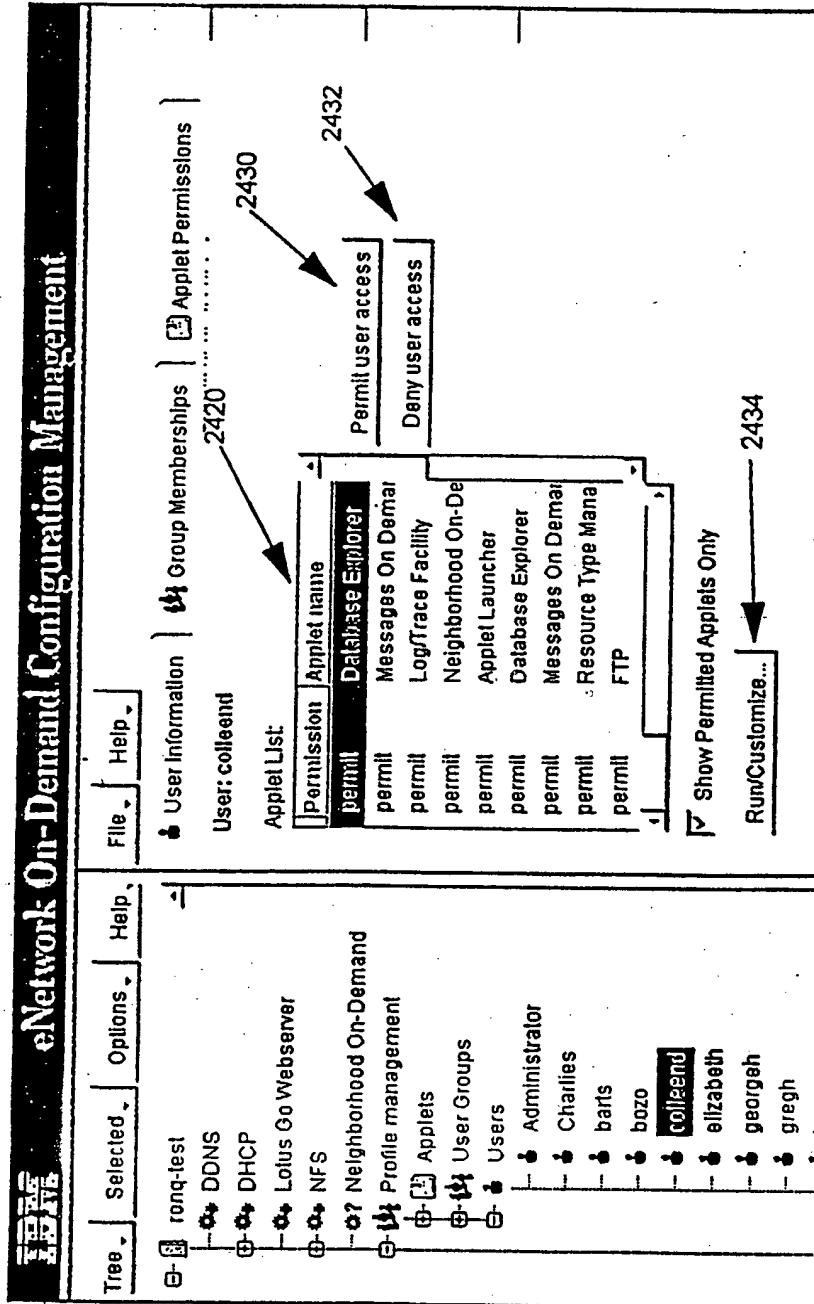 IBM eNetwork On-Demand Configuration Management
Tree Selected Options Help
ronq-test
DDNS
DHCP
Lotus Go Webserver
NFS
Neighborhood On-Demand
Profile management
Applets
User Groups
Users
Administrator
Charlies
barts
bozo
colleend
elizabeth
georgeh
gregh
File Help
User Information Group Memberships Applet Permissions
User: colleend
Applet List:
2420
Permission Applet name
permit Database Explorer
permit Messages On Demar
permit Log/Trace Facility
permit Neighborhood On-De
permit Applet Launcher
permit Database Explorer
permit Messages On Demar
permit Resource Type Mana
permit FTP
2430
Permit user access
2432
Deny user access
Show Permitted Applets Only
Run/Customize...
2434